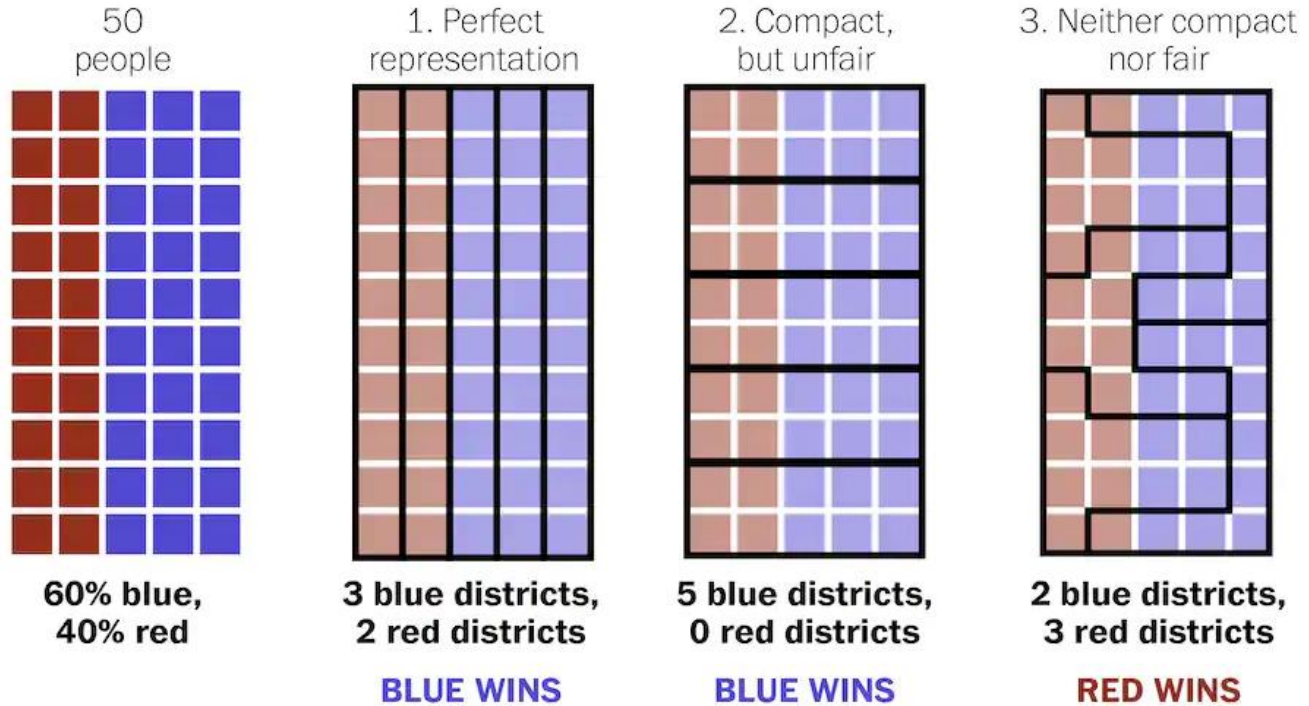 50
people
1. Perfect
representation
2. Compact,
but unfair
3. Neither compact
nor fair
60% blue,
40% red
3 blue districts,
2 red districts
5 blue districts,
0 red districts
2 blue districts,
3 red districts
BLUE WINS
BLUE WINS
RED WINS